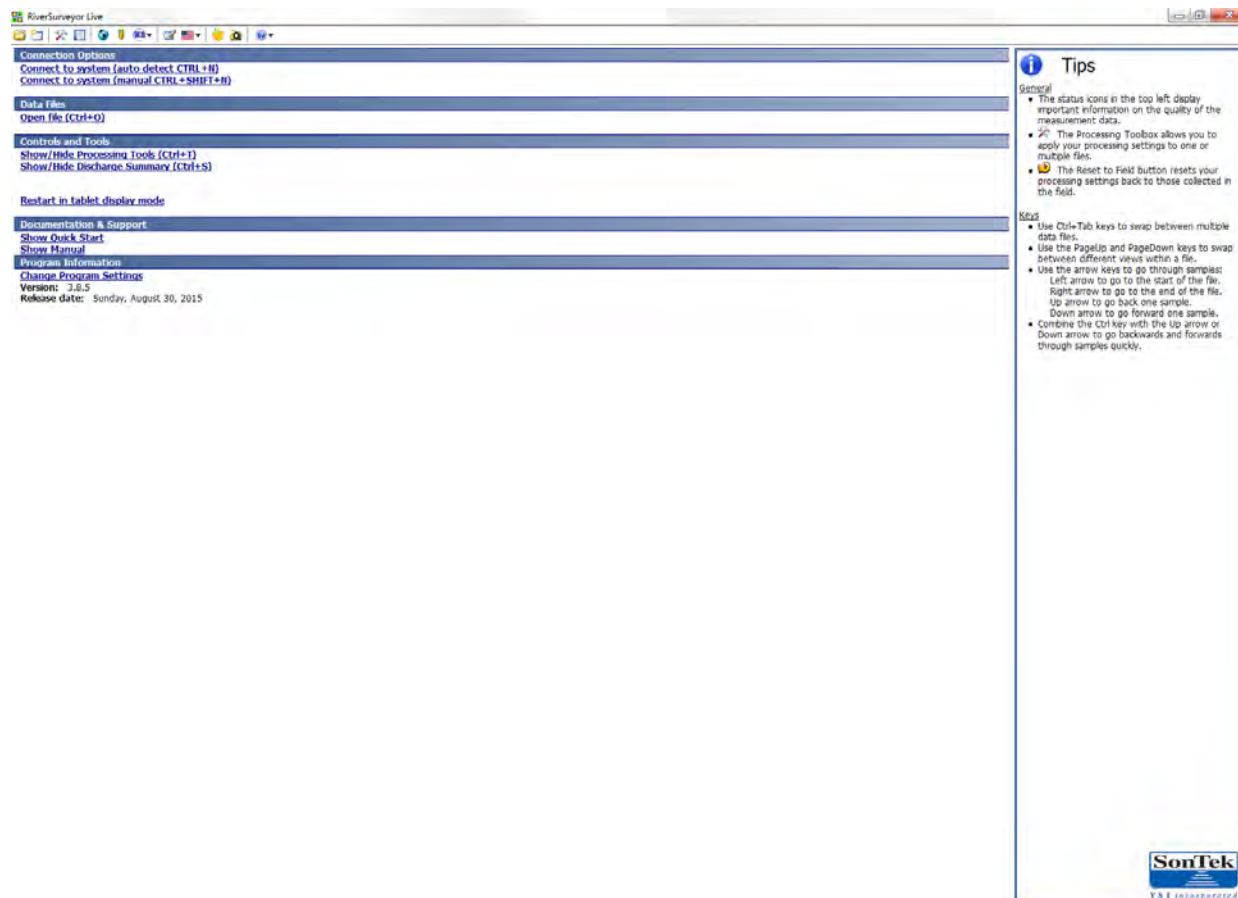 RiverSurveyor Live
Connection Options
Connect to system (auto detect CTRL+N)
Connect to system (manual CTRL+SHIFT+N)
Data Files
Open file (Ctrl+O)
Controls and Tools
Show/Hide Processing Tools (Ctrl+T)
Show/Hide Discharge Summary (Ctrl+S)
Restart in tablet display mode
Documentation & Support
Show Quick Start
Show Manual
Program Information
Change Program Settings
Version: 3.8.5
Release date: Sunday, August 30, 2015
Tips
General
• The status icons in the top left display
important information on the quality of the
measurement data.
• The Processing Toolbox allows you to
apply your processing settings to one or
multiple files.
• The Reset to Field button resets your
processing settings back to those collected in
the field.
Keys
• Use Ctrl+Tab keys to swap between multiple
data files.
• Use the PageUp and PageDown keys to swap
between different views within a file.
• Use the arrow keys to go through samples:
Left arrow to go to the start of the file.
Right arrow to go to the end of the file.
Up arrow to go back one sample.
Down arrow to go forward one sample.
• Combine the Ctrl key with the Up arrow or
Down arrow to go backwards and forwards
through samples quickly.
SonTek
YSI incorporated